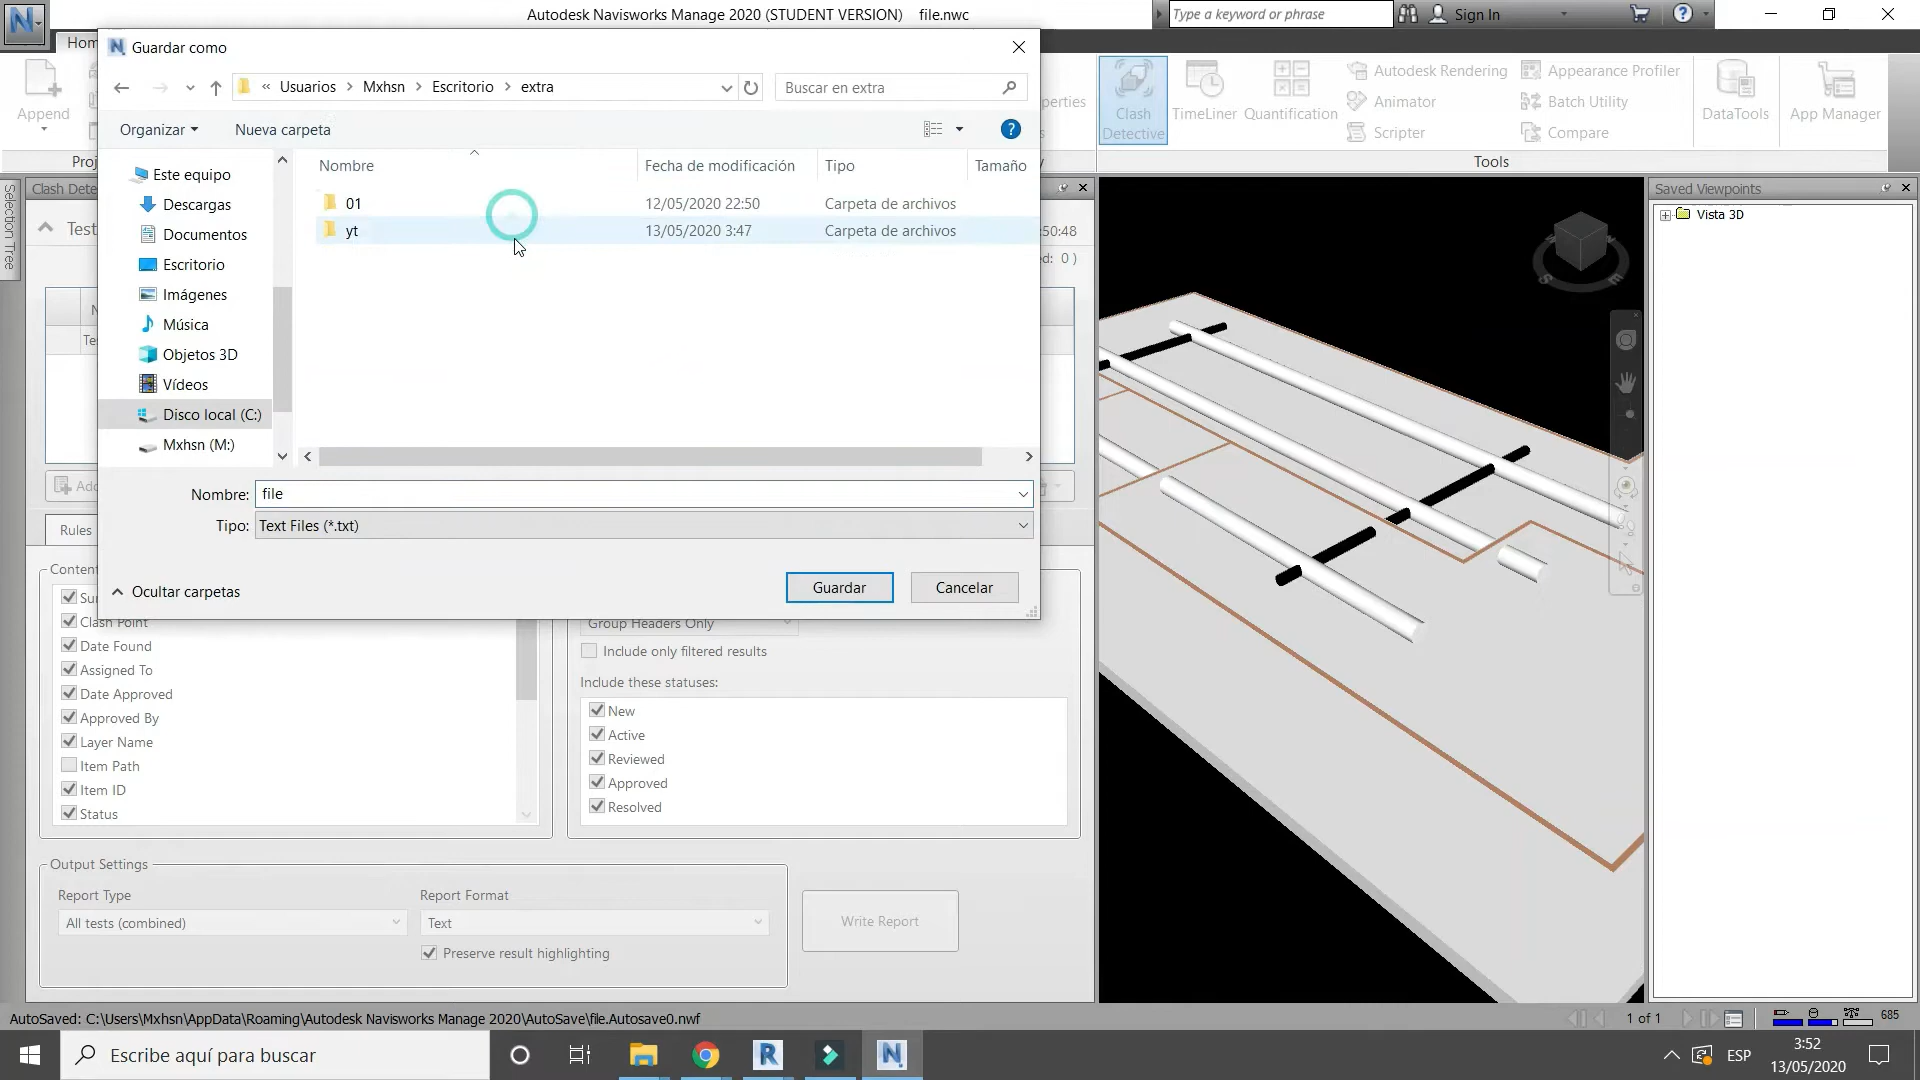 Autodesk Navisworks Manage 2020 (STUDENT VERSION) file.nwc
Type a keyword or phrase
Sign In
Guardar como
« Usuarios > Mxhsn > Escritorio > extra
Buscar en extra
Organizar
Nueva carpeta
Nombre
Fecha de modificación
Tipo
Tamaño
01
12/05/2020 22:50
Carpeta de archivos
yt
13/05/2020 3:47
Carpeta de archivos
Este equipo
Descargas
Documentos
Escritorio
Imágenes
Música
Objetos 3D
Vídeos
Disco local (C:)
Mxhsn (M:)
Nombre: file
Tipo: Text Files (*.txt)
Ocultar carpetas
Guardar
Cancelar
Append
Clash
Detective
TimeLiner
Quantification
Autodesk Rendering
Animator
Scripter
Appearance Profiler
Batch Utility
Compare
DataTools
App Manager
Tools
Selection Tree
Clash Dete
Test
:50:48
ed: 0 )
Add
Rules
Content
Clash Point
Date Found
Assigned To
Date Approved
Approved By
Layer Name
Item Path
Item ID
Status
Group Headers Only
Include only filtered results
Include these statuses:
New
Active
Reviewed
Approved
Resolved
Output Settings
Report Type
Report Format
All tests (combined)
Text
Preserve result highlighting
Write Report
Saved Viewpoints
Vista 3D
S
E
AutoSaved: C:\Users\Mxhsn\AppData\Roaming\Autodesk Navisworks Manage 2020\AutoSave\file.Autosave0.nwf
1 of 1
685
Escribe aquí para buscar
ESP
3:52
13/05/2020